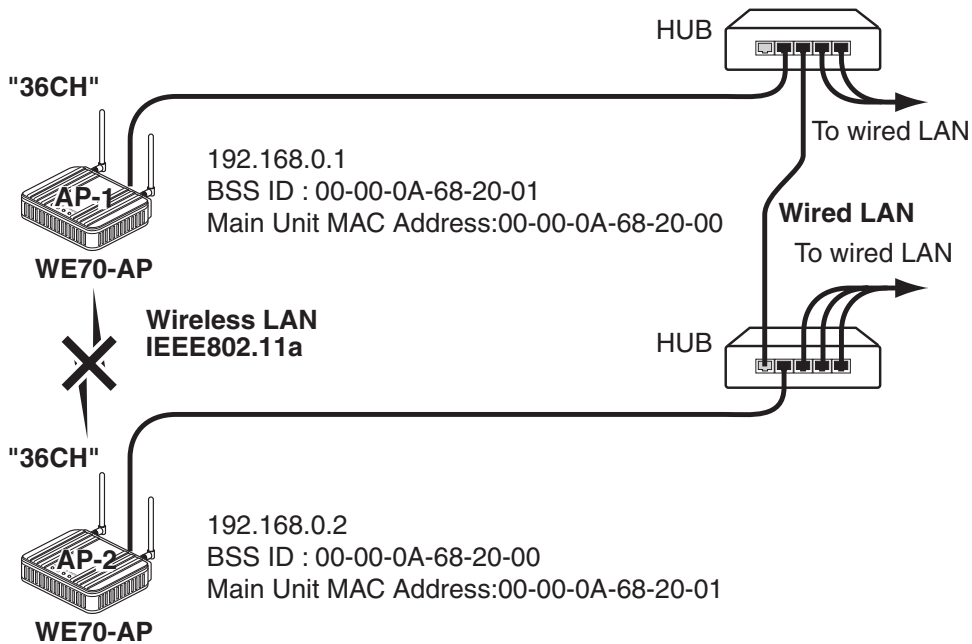 HUB
"36CH"
To wired LAN
AP-1
192.168.0.1
BSS ID : 00-00-0A-68-20-01
Main Unit MAC Address:00-00-0A-68-20-00
WE70-AP
Wired LAN
To wired LAN
Wireless LAN
IEEE802.11a
HUB
"36CH"
AP-2
192.168.0.2
BSS ID : 00-00-0A-68-20-00
Main Unit MAC Address:00-00-0A-68-20-01
WE70-AP